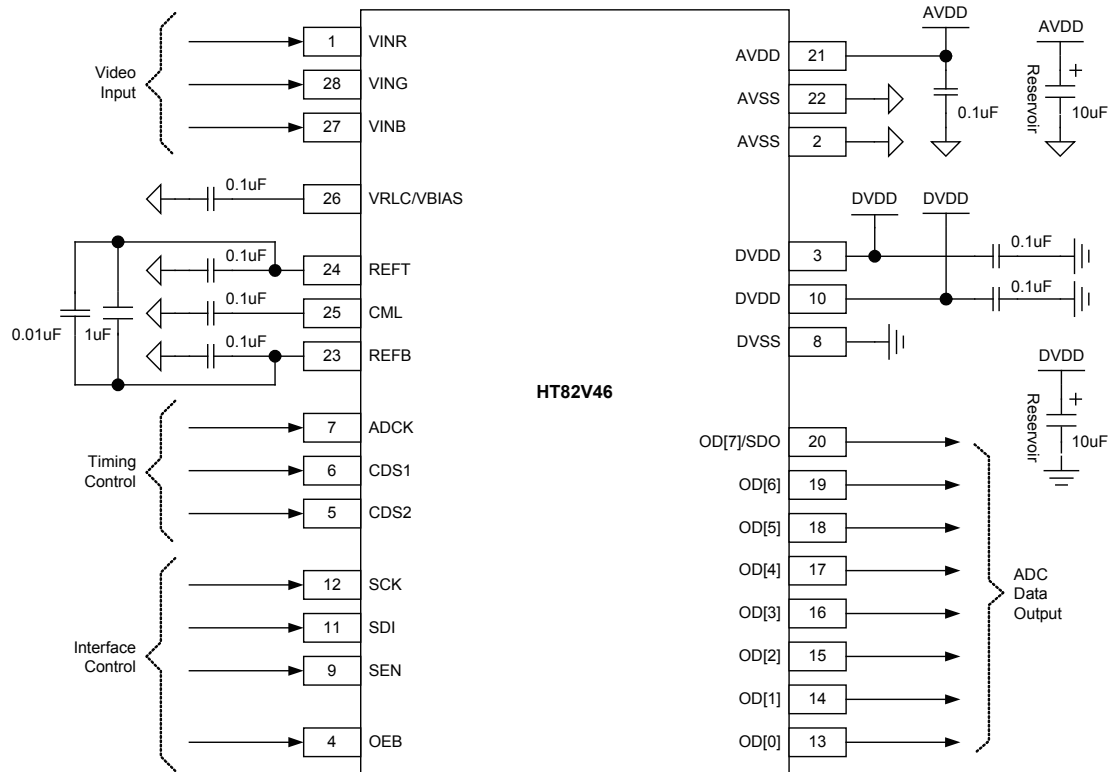 Video
Input
1 VINR
28 VING
27 VINB
0.1uF
26 VRLC/VBIAS
0.1uF
24 REFT
0.1uF
25 CML
0.1uF
23 REFB
0.01uF
1uF
Timing
Control
7 ADCK
6 CDS1
5 CDS2
Interface
Control
12 SCK
11 SDI
9 SEN
4 OEB
HT82V46
AVDD
AVDD 21
AVSS 22
AVSS 2
0.1uF
AVDD
Reservoir
+
10uF
DVDD
DVDD
DVDD 3
0.1uF
DVDD 10
0.1uF
DVSS 8
DVDD
Reservoir
+
10uF
OD[7]/SDO 20
OD[6] 19
OD[5] 18
OD[4] 17
OD[3] 16
OD[2] 15
OD[1] 14
OD[0] 13
ADC
Data
Output